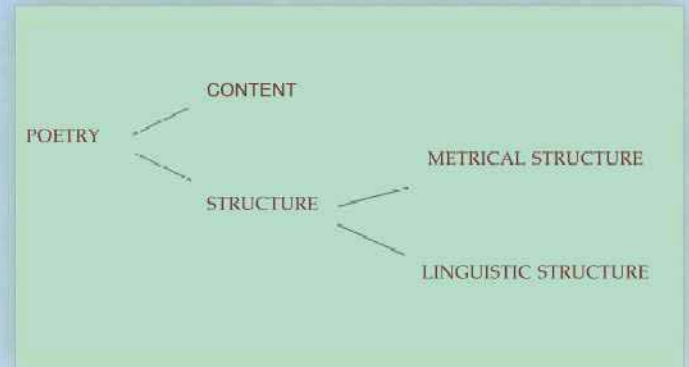 CONTENT
POETRY
METRICAL STRUCTURE
STRUCTURE
LINGUISTIC STRUCTURE